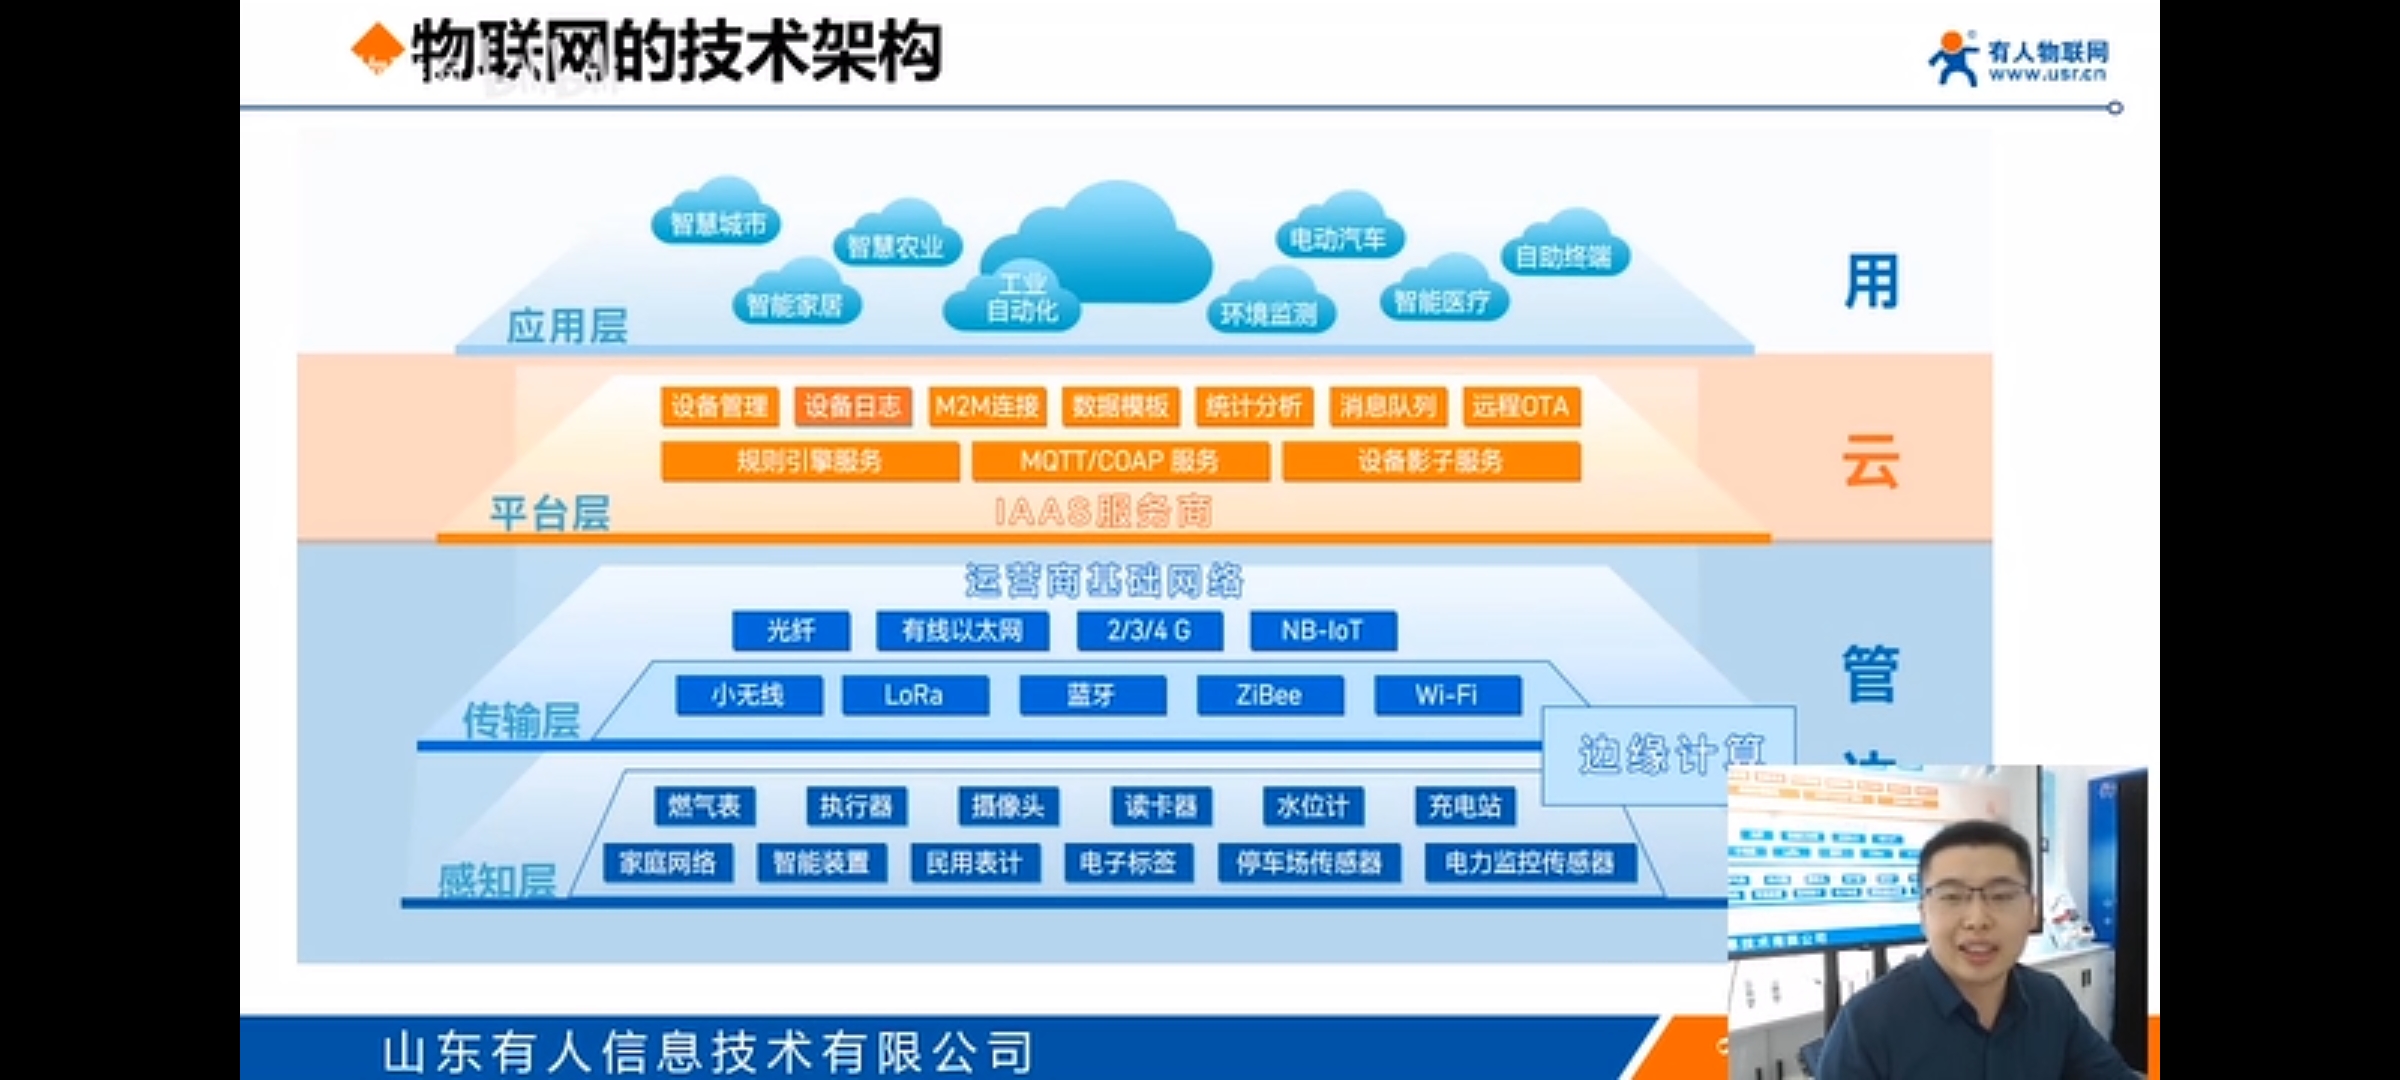 物联网的技术架构
有人物联网
www.usr.cn
智慧城市
智慧农业
电动汽车
自助终端
智能家居
工业
自动化
环境监测
智能医疗
应用层
用
设备管理 设备日志 M2M连接 数据模板 统计分析 消息队列 远程OTA
规则引擎服务 MQTT/COAP 服务 设备影子服务
云
平台层
IAAS服务商
运营商基础网络
光纤 有线以太网 2/3/4 G NB-IoT
管
小无线 LoRa 蓝牙 ZiBee Wi-Fi
传输层
边缘计算
燃气表 执行器 摄像头 读卡器 水位计 充电站
家庭网络 智能装置 民用表计 电子标签 停车场传感器 电力监控传感器
感知层
山东有人信息技术有限公司